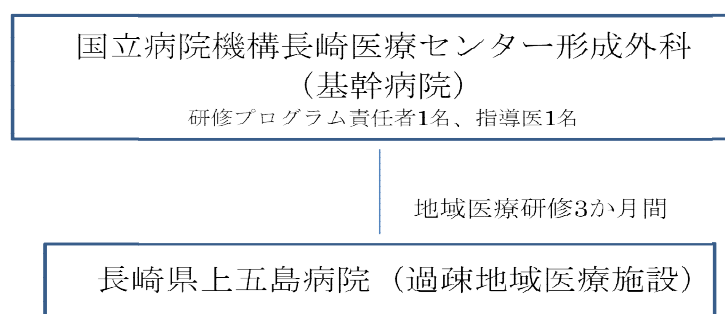 国立病院機構長崎医療センター形成外科
（基幹病院）
研修プログラム責任者1名、指導医1名
地域医療研修3か月間
長崎県上五島病院（過疎地域医療施設）